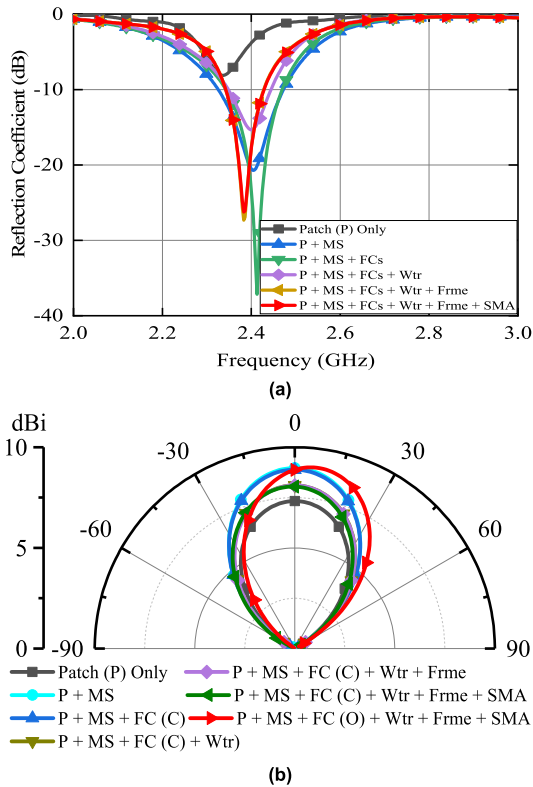 0
-10
-20
-30
-40
Reflection Coefficient (dB)
Patch (P) Only
P + MS
P + MS + FCs
P + MS + FCs + Wtr
P + MS + FCs + Wtr + Frme
P + MS + FCs + Wtr + Frme + SMA
2.0 2.2 2.4 2.6 2.8 3.0
Frequency (GHz)
(a)
dBi
10
5
0
-90
-60
-30
0
30
60
90
Patch (P) Only
P + MS
P + MS + FC (C)
P + MS + FC (C) + Wtr)
P + MS + FC (C) + Wtr + Frme
P + MS + FC (C) + Wtr + Frme + SMA
P + MS + FC (O) + Wtr + Frme + SMA
(b)